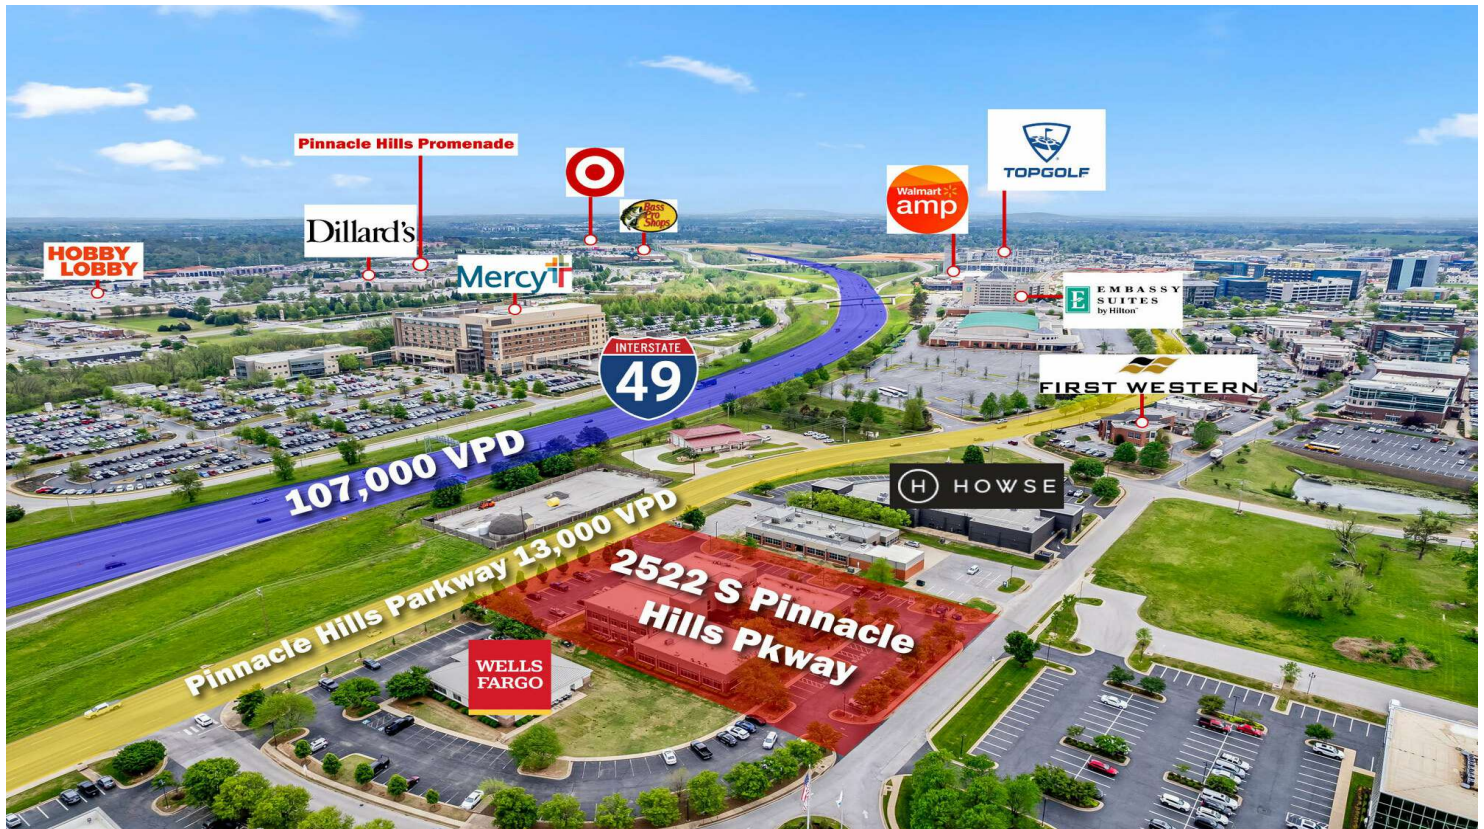 Pinnacle Hills Promenade
TOPGOLF
Walmart
amp
Bass
Pro
Shops
Dillard's
HOBBY
LOBBY
Mercy
EMBASSY
SUITES
by Hilton
INTERSTATE
49
FIRST WESTERN
107,000 VPD
H HOWSE
Pinnacle Hills Parkway 13,000 VPD
2522 S Pinnacle
Hills Pkway
WELLS
FARGO